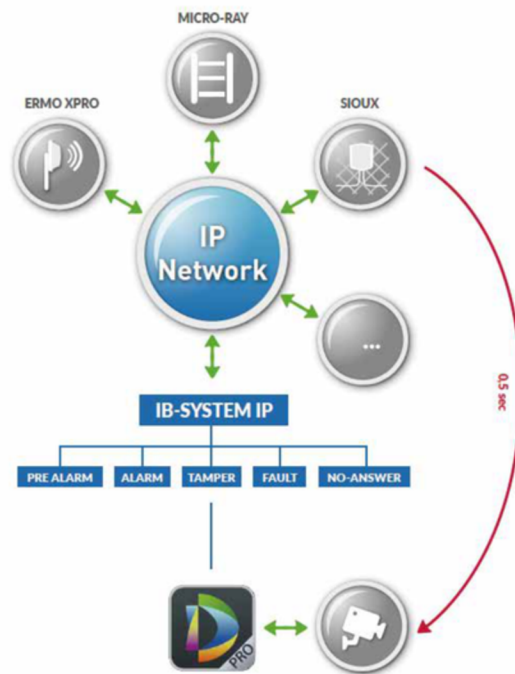 MICRO-RAY
ERMO XPRO
SIOUX
IP
Network
...
0,5 sec
IB-SYSTEM IP
PRE ALARM
ALARM
TAMPER
FAULT
NO-ANSWER
PRO